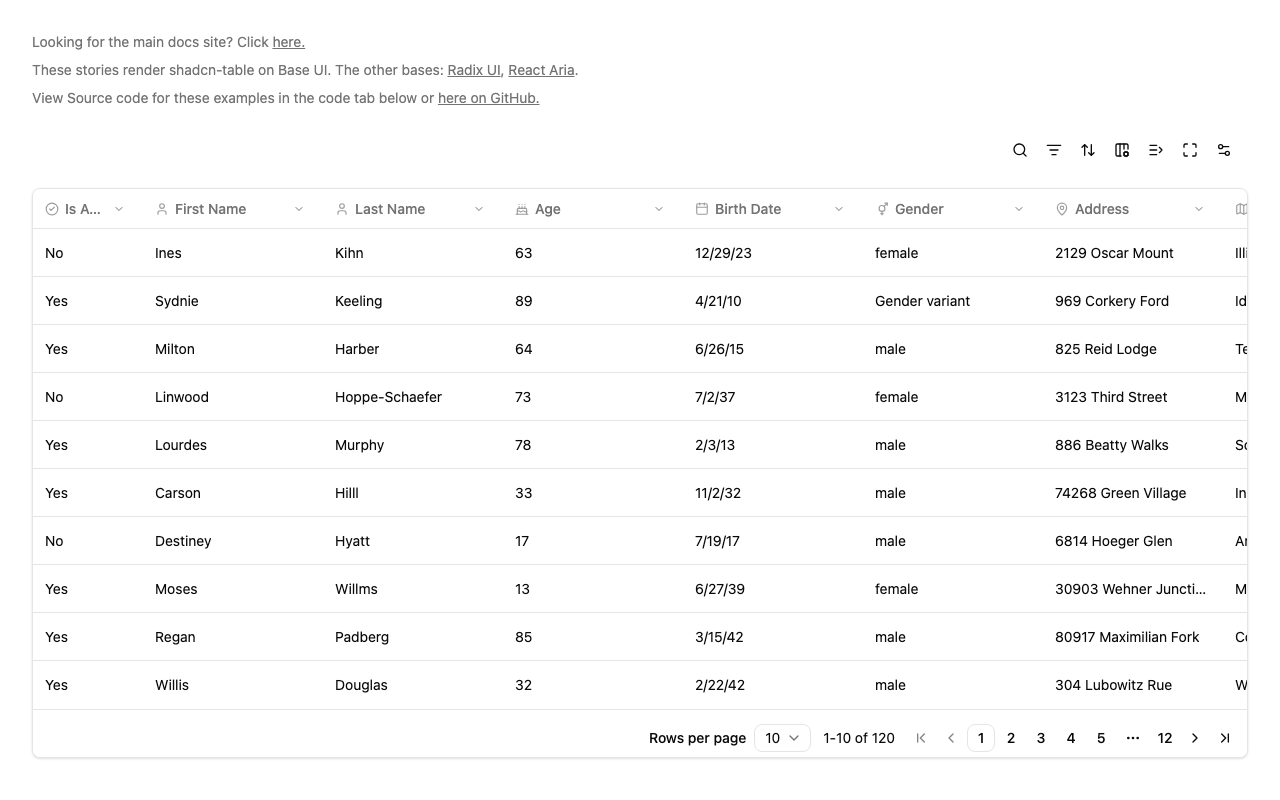 Looking for the main docs site? Click here.
These stories render shadcn-table on Base UI. The other bases: Radix UI, React Aria.
View Source code for these examples in the code tab below or here on GitHub.
Is A... First Name Last Name Age Birth Date Gender Address
No Ines Kihn 63 12/29/23 female 2129 Oscar Mount
Yes Sydnie Keeling 89 4/21/10 Gender variant 969 Corkery Ford
Yes Milton Harber 64 6/26/15 male 825 Reid Lodge
No Linwood Hoppe-Schaefer 73 7/2/37 female 3123 Third Street
Yes Lourdes Murphy 78 2/3/13 male 886 Beatty Walks
Yes Carson Hilll 33 11/2/32 male 74268 Green Village
No Destiney Hyatt 17 7/19/17 male 6814 Hoeger Glen
Yes Moses Willms 13 6/27/39 female 30903 Wehner Juncti...
Yes Regan Padberg 85 3/15/42 male 80917 Maximilian Fork
Yes Willis Douglas 32 2/22/42 male 304 Lubowitz Rue
Rows per page 10 1-10 of 120 1 2 3 4 5 ... 12